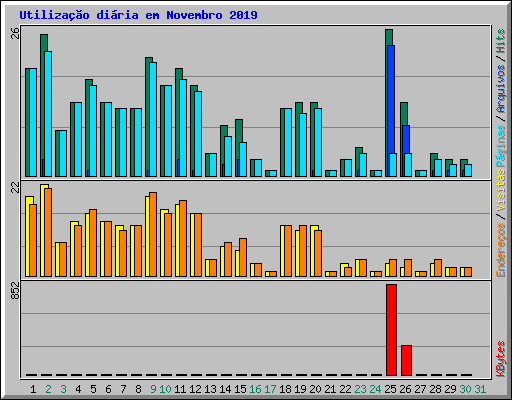 Utilização diária em Novembro 2019
26
22
852
Endereços / Visitas Páginas / Arquivos / Hits
KBytes
1 2 3 4 5 6 7 8 9 10 11 12 13 14 15 16 17 18 19 20 21 22 23 24 25 26 27 28 29 30 31